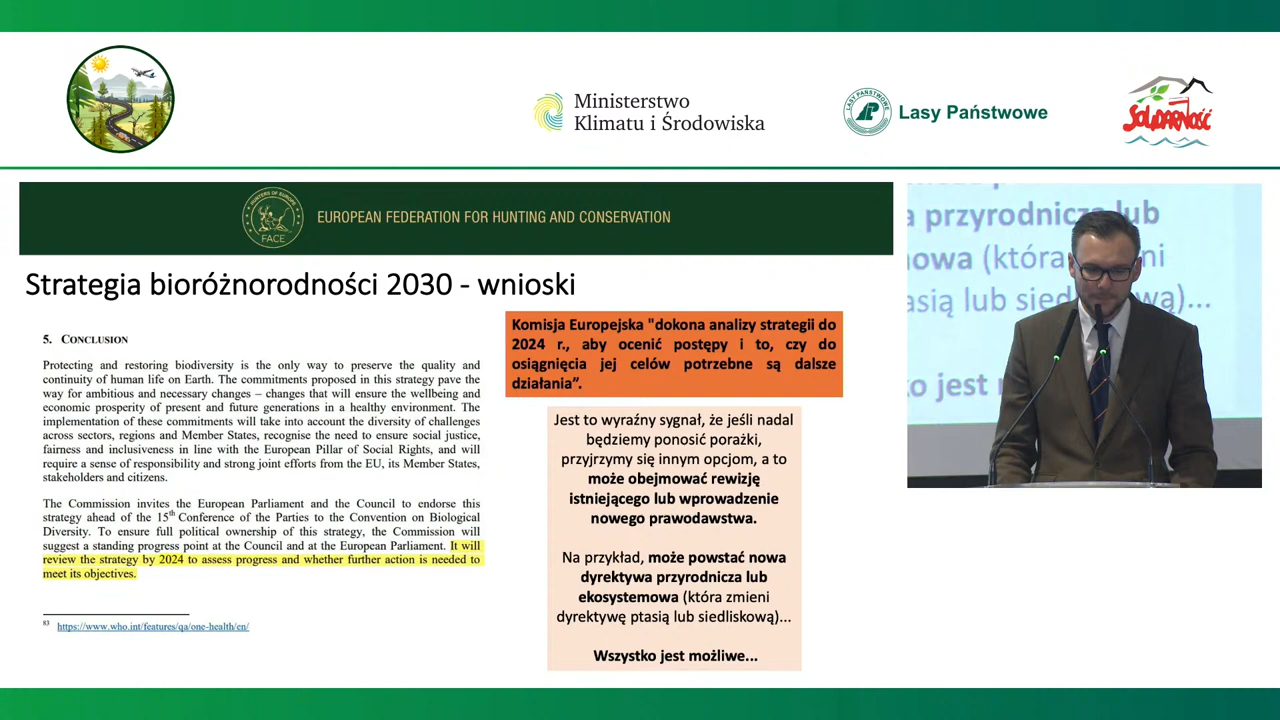 Ministerstwo
Klimatu i Środowiska
LASY PAŃSTWOWE
Lasy Państwowe
SOLIDARNOŚĆ
HUNTERS OF EUROPE
FACE
EUROPEAN FEDERATION FOR HUNTING AND CONSERVATION
Strategia bioróżnorodności 2030 - wnioski
5. CONCLUSION
Protecting and restoring biodiversity is the only way to preserve the quality and
continuity of human life on Earth. The commitments proposed in this strategy pave the
way for ambitious and necessary changes – changes that will ensure the wellbeing and
economic prosperity of present and future generations in a healthy environment. The
implementation of these commitments will take into account the diversity of challenges
across sectors, regions and Member States, recognise the need to ensure social justice,
fairness and inclusiveness in line with the European Pillar of Social Rights, and will
require a sense of responsibility and strong joint efforts from the EU, its Member States,
stakeholders and citizens.
The Commission invites the European Parliament and the Council to endorse this
strategy ahead of the 15th Conference of the Parties to the Convention on Biological
Diversity. To ensure full political ownership of this strategy, the Commission will
suggest a standing progress point at the Council and at the European Parliament. It will
review the strategy by 2024 to assess progress and whether further action is needed to
meet its objectives.
83 https://www.who.int/features/qa/one-health/en/
Komisja Europejska "dokona analizy strategii do
2024 r., aby ocenić postępy i to, czy do
osiągnięcia jej celów potrzebne są dalsze
działania”.
Jest to wyraźny sygnał, że jeśli nadal
będziemy ponosić porażki,
przyjrzymy się innym opcjom, a to
może obejmować rewizję
istniejącego lub wprowadzenie
nowego prawodawstwa.
Na przykład, może powstać nowa
dyrektywa przyrodnicza lub
ekosystemowa (która zmieni
dyrektywę ptasią lub siedliskową)...
Wszystko jest możliwe...
a przyrodnicza lub
nowa (która zmieni
ptasią lub siedliskową)...
ko jest